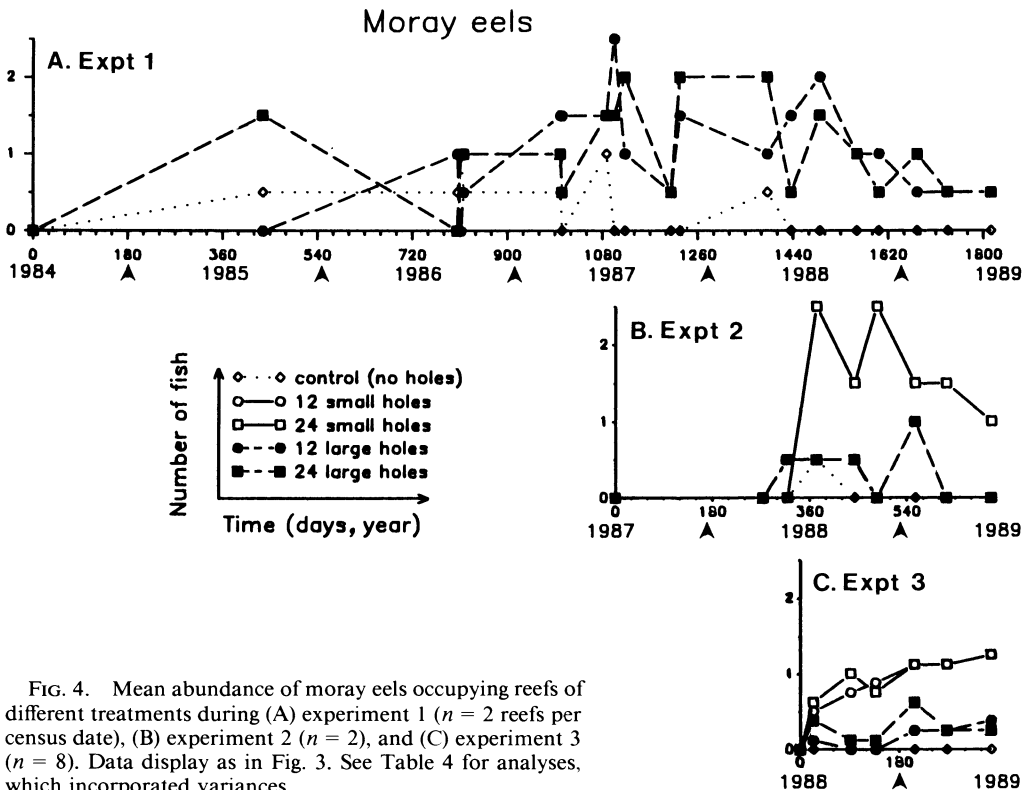 Moray eels
A. Expt 1
2
1
0
0 180 360 540 720 900 1080 1260 1440 1620 1800
1984 1985 1986 1987 1988 1989
B. Expt 2
2
1
0
0 180 360 540
1987 1988 1989
Number of fish
control (no holes)
12 small holes
24 small holes
12 large holes
24 large holes
Time (days, year)
C. Expt 3
2
1
0
0 180
1988 1989
FIG. 4. Mean abundance of moray eels occupying reefs of
different treatments during (A) experiment 1 (n = 2 reefs per
census date), (B) experiment 2 (n = 2), and (C) experiment 3
(n = 8). Data display as in Fig. 3. See Table 4 for analyses,
which incorporated variances.